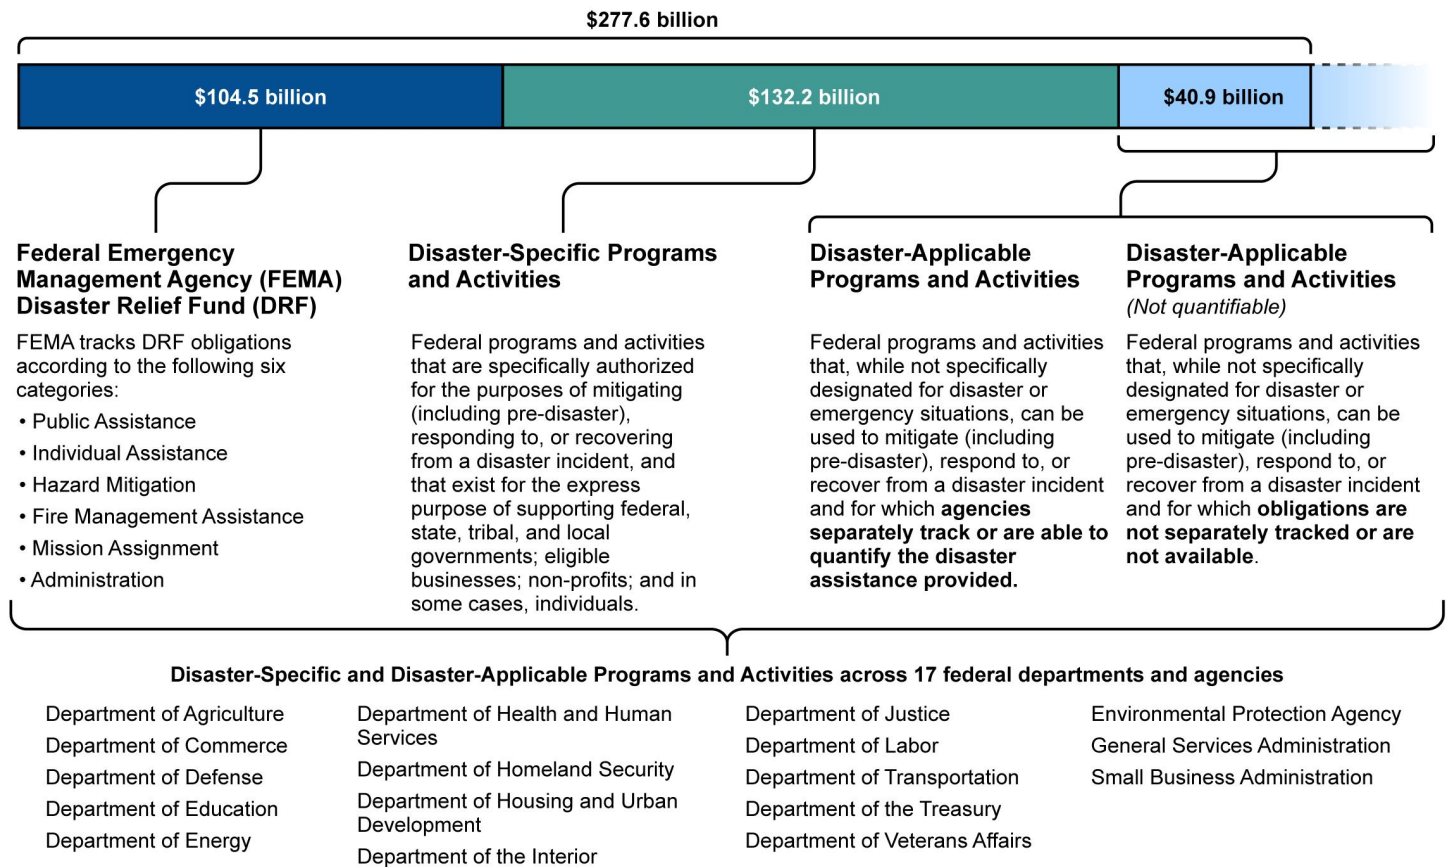 $277.6 billion
$104.5 billion
$132.2 billion
$40.9 billion
Federal Emergency
Management Agency (FEMA)
Disaster Relief Fund (DRF)
FEMA tracks DRF obligations
according to the following six
categories:
• Public Assistance
• Individual Assistance
• Hazard Mitigation
• Fire Management Assistance
• Mission Assignment
• Administration
Disaster-Specific Programs
and Activities
Federal programs and activities
that are specifically authorized
for the purposes of mitigating
(including pre-disaster),
responding to, or recovering
from a disaster incident, and
that exist for the express
purpose of supporting federal,
state, tribal, and local
governments; eligible
businesses; non-profits; and in
some cases, individuals.
Disaster-Applicable
Programs and Activities
Federal programs and activities
that, while not specifically
designated for disaster or
emergency situations, can be
used to mitigate (including
pre-disaster), respond to, or
recover from a disaster incident
and for which agencies
separately track or are able to
quantify the disaster
assistance provided.
Disaster-Applicable
Programs and Activities
(Not quantifiable)
Federal programs and activities
that, while not specifically
designated for disaster or
emergency situations, can be
used to mitigate (including
pre-disaster), respond to, or
recover from a disaster incident
and for which obligations are
not separately tracked or are
not available.
Disaster-Specific and Disaster-Applicable Programs and Activities across 17 federal departments and agencies
Department of Agriculture
Department of Commerce
Department of Defense
Department of Education
Department of Energy
Department of Health and Human
Services
Department of Homeland Security
Department of Housing and Urban
Development
Department of the Interior
Department of Justice
Department of Labor
Department of Transportation
Department of the Treasury
Department of Veterans Affairs
Environmental Protection Agency
General Services Administration
Small Business Administration